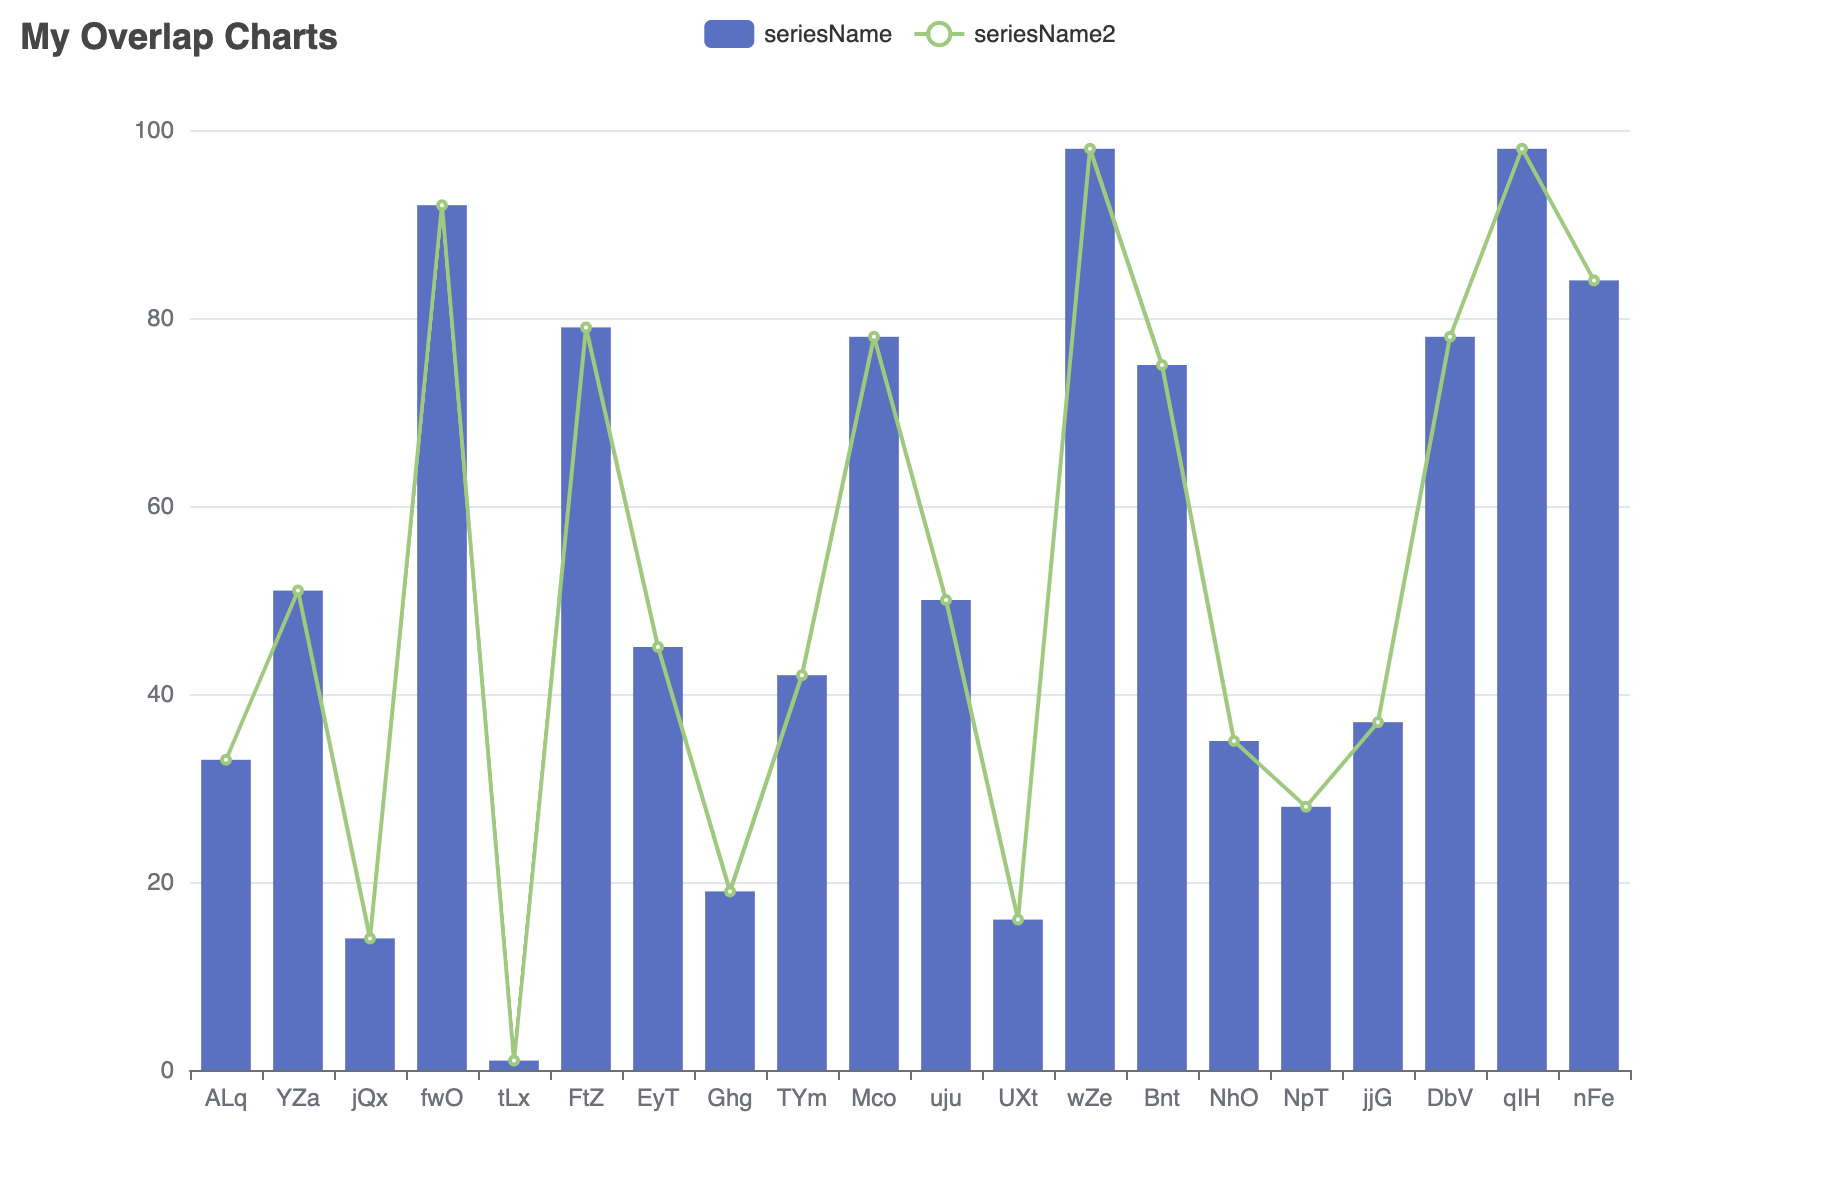 My Overlap Charts
seriesName seriesName2
100
80
60
40
20
0
ALq YZa jQx fwO tLx FtZ EyT Ghg TYm Mco uju UXt wZe Bnt NhO NpT jjG DbV qlH nFe